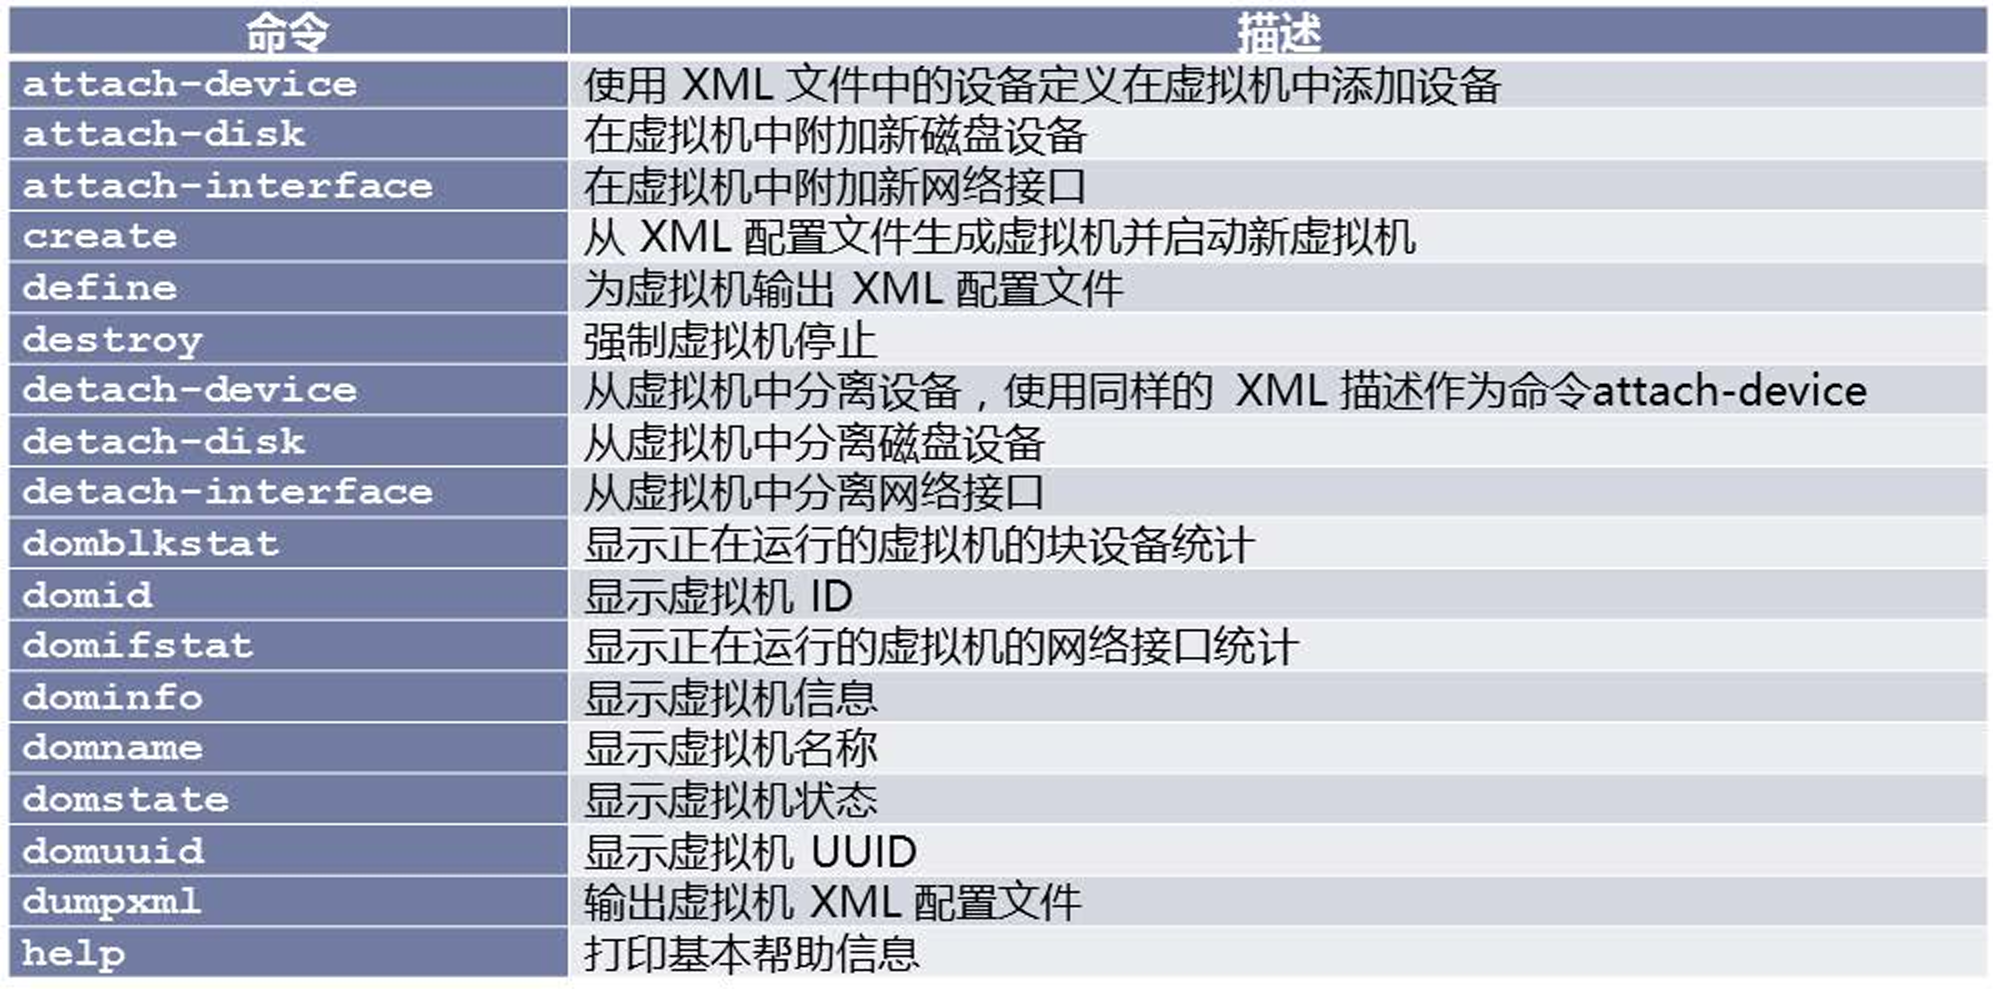 命令 描述
attach-device 使用 XML 文件中的设备定义在虚拟机中添加设备
attach-disk 在虚拟机中附加新磁盘设备
attach-interface 在虚拟机中附加新网络接口
create 从 XML 配置文件生成虚拟机并启动新虚拟机
define 为虚拟机输出 XML 配置文件
destroy 强制虚拟机停止
detach-device 从虚拟机中分离设备，使用同样的 XML 描述作为命令attach-device
detach-disk 从虚拟机中分离磁盘设备
detach-interface 从虚拟机中分离网络接口
domblkstat 显示正在运行的虚拟机的块设备统计
domid 显示虚拟机 ID
domifstat 显示正在运行的虚拟机的网络接口统计
dominfo 显示虚拟机信息
domname 显示虚拟机名称
domstate 显示虚拟机状态
domuuid 显示虚拟机 UUID
dumpxml 输出虚拟机 XML 配置文件
help 打印基本帮助信息